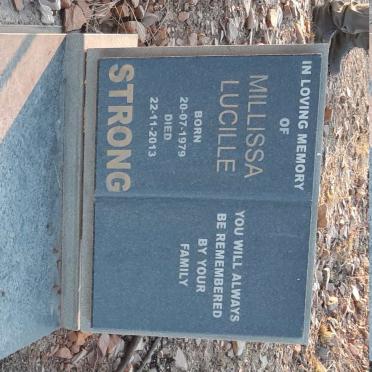 IN LOVING MEMORY
OF
MILLISSA
LUCILLE
BORN
20-07-1979
DIED
22-11-2013
STRONG
YOU WILL ALWAYS
BE REMEMBERED
BY YOUR
FAMILY